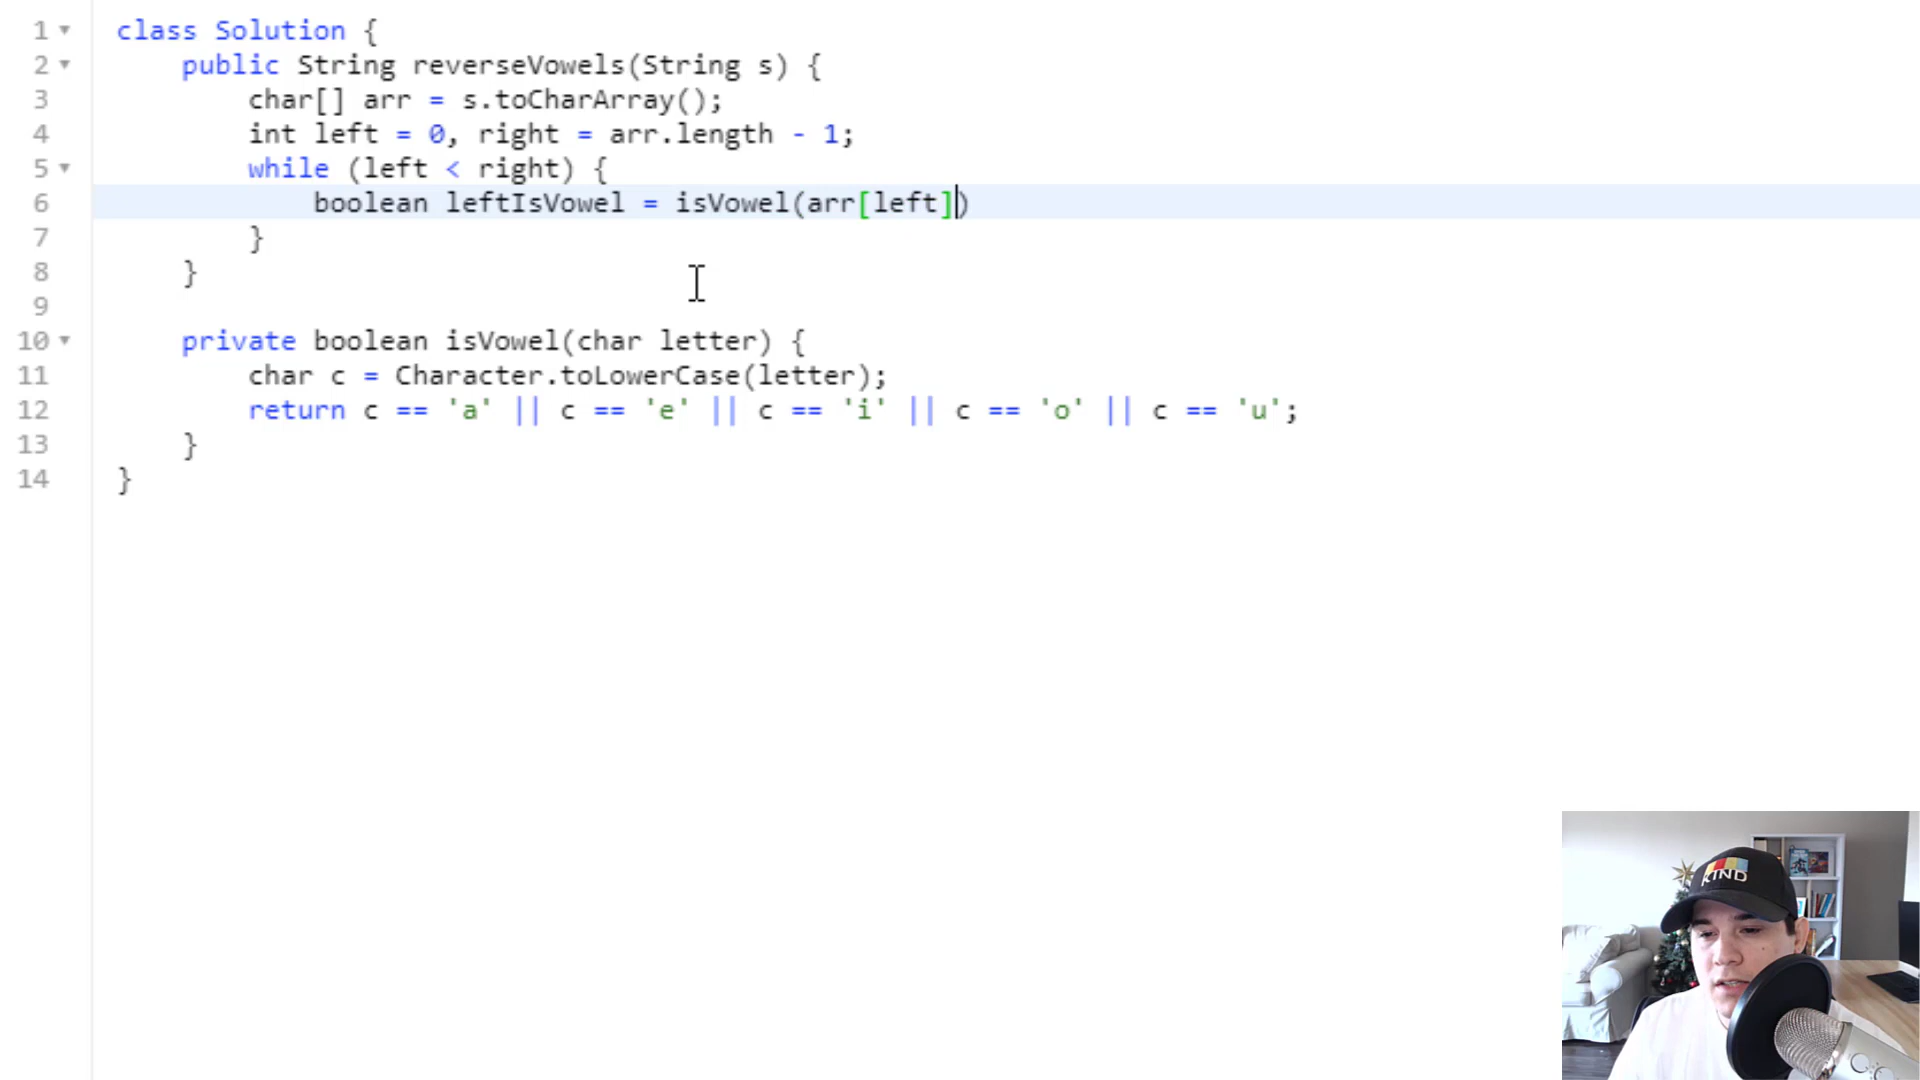 1 class Solution {
2 public String reverseVowels(String s) {
3 char[] arr = s.toCharArray();
4 int left = 0, right = arr.length - 1;
5 while (left < right) {
6 boolean leftIsVowel = isVowel(arr[left])
7 }
8 }
9
10 private boolean isVowel(char letter) {
11 char c = Character.toLowerCase(letter);
12 return c == 'a' || c == 'e' || c == 'i' || c == 'o' || c == 'u';
13 }
14 }
KIND